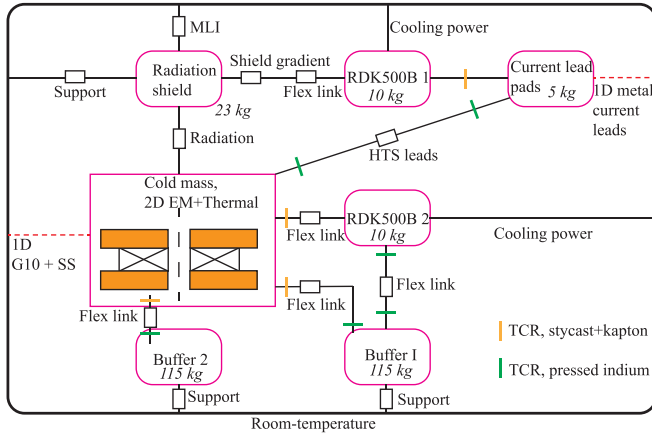 MLI
Cooling power
Shield gradient
Radiation
shield
23 kg
Support
Flex link
RDK500B 1
10 kg
Current lead
pads
5 kg
1D metal
current
leads
Radiation
HTS leads
Cold mass,
2D EM+Thermal
1D
G10 + SS
Flex link
RDK500B 2
10 kg
Cooling power
Flex link
Flex link
Flex link
Buffer 2
115 kg
Buffer I
115 kg
TCR, stycast+kapton
TCR, pressed indium
Support
Support
Room-temperature